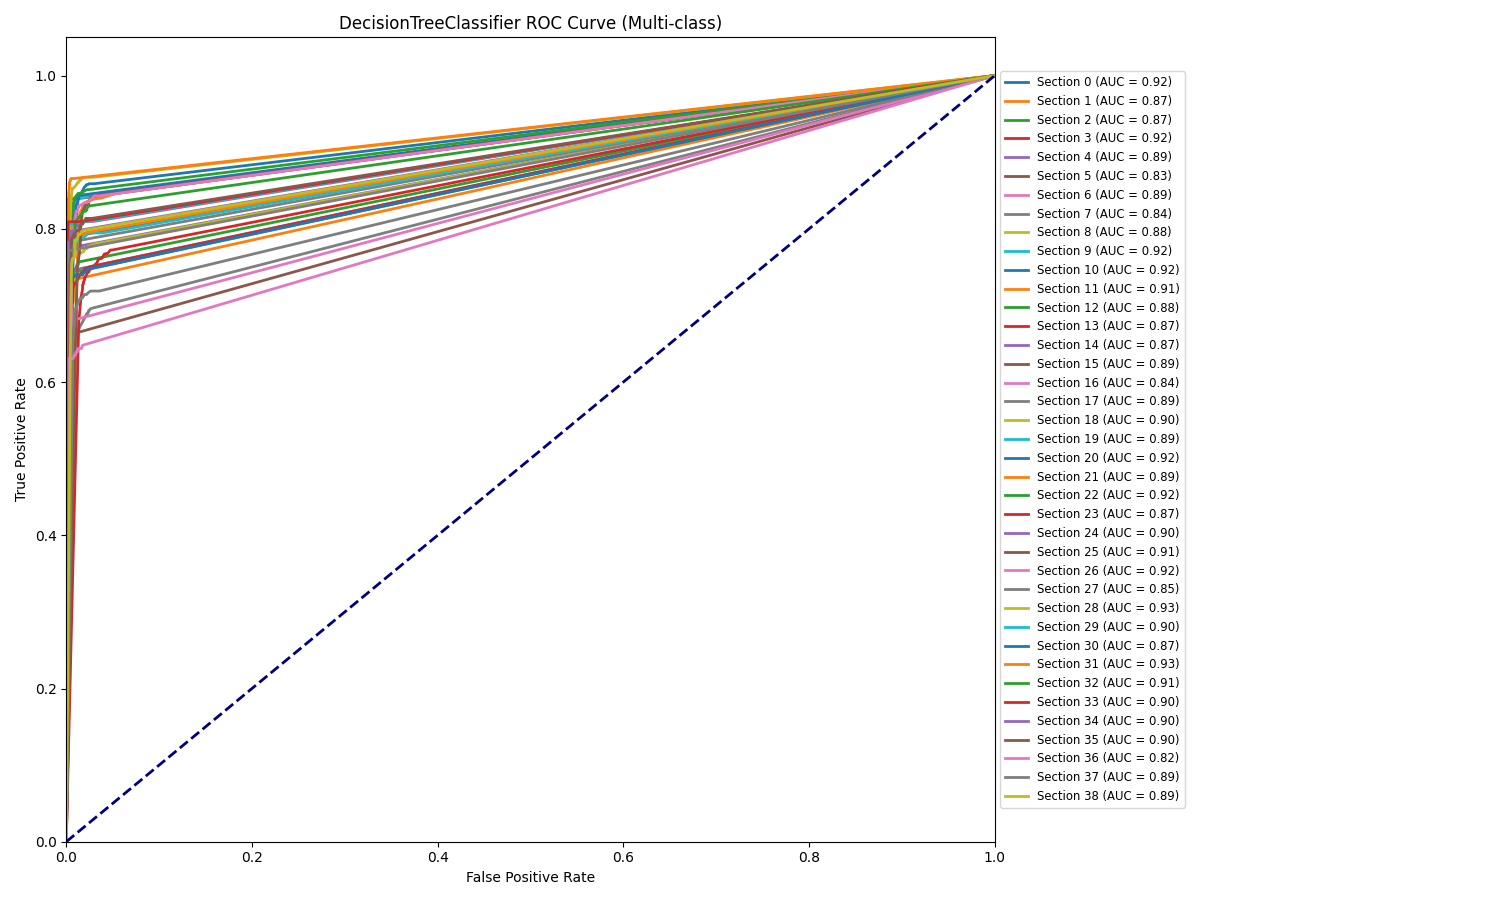 DecisionTreeClassifier ROC Curve (Multi-class)
1.0
0.8
0.6
0.4
0.2
0.0
True Positive Rate
0.0
0.2
0.4
0.6
0.8
1.0
False Positive Rate
Section 0 (AUC = 0.92)
Section 1 (AUC = 0.87)
Section 2 (AUC = 0.87)
Section 3 (AUC = 0.92)
Section 4 (AUC = 0.89)
Section 5 (AUC = 0.83)
Section 6 (AUC = 0.89)
Section 7 (AUC = 0.84)
Section 8 (AUC = 0.88)
Section 9 (AUC = 0.92)
Section 10 (AUC = 0.92)
Section 11 (AUC = 0.91)
Section 12 (AUC = 0.88)
Section 13 (AUC = 0.87)
Section 14 (AUC = 0.87)
Section 15 (AUC = 0.89)
Section 16 (AUC = 0.84)
Section 17 (AUC = 0.89)
Section 18 (AUC = 0.90)
Section 19 (AUC = 0.89)
Section 20 (AUC = 0.92)
Section 21 (AUC = 0.89)
Section 22 (AUC = 0.92)
Section 23 (AUC = 0.87)
Section 24 (AUC = 0.90)
Section 25 (AUC = 0.91)
Section 26 (AUC = 0.92)
Section 27 (AUC = 0.85)
Section 28 (AUC = 0.93)
Section 29 (AUC = 0.90)
Section 30 (AUC = 0.87)
Section 31 (AUC = 0.93)
Section 32 (AUC = 0.91)
Section 33 (AUC = 0.90)
Section 34 (AUC = 0.90)
Section 35 (AUC = 0.90)
Section 36 (AUC = 0.82)
Section 37 (AUC = 0.89)
Section 38 (AUC = 0.89)